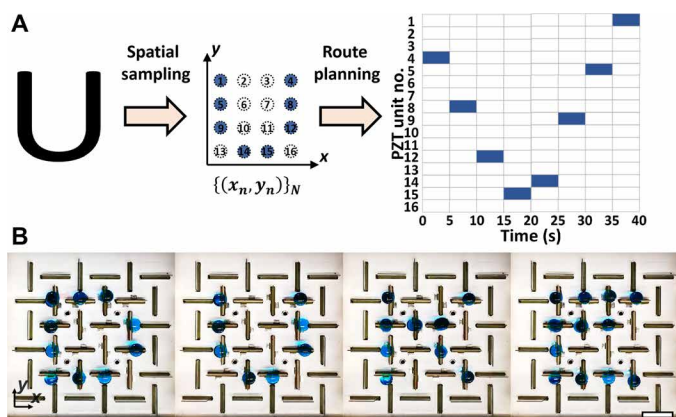 A
U
Spatial
sampling
y
1 2 3 4
5 6 7 8
9 10 11 12
13 14 15 16
x
{(xₙ, yₙ)}_N
Route
planning
PZT unit no.
1
2
3
4
5
6
7
8
9
10
11
12
13
14
15
16
0 5 10 15 20 25 30 35 40
Time (s)
B
y
x